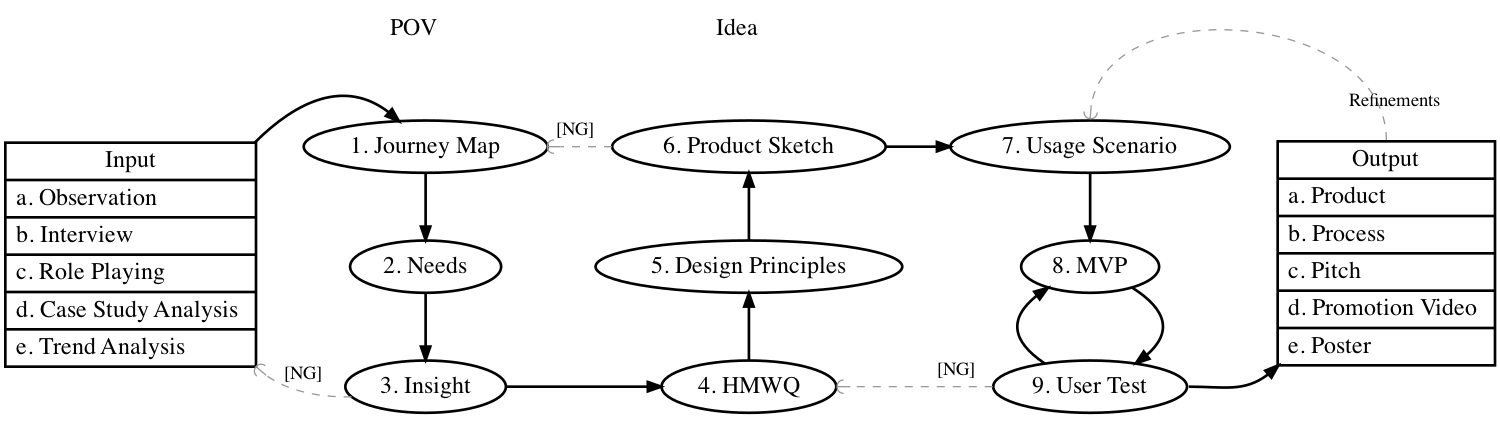 POV
Idea
Input
a. Observation
b. Interview
c. Role Playing
d. Case Study Analysis
e. Trend Analysis
1. Journey Map
2. Needs
3. Insight
[NG]
[NG]
6. Product Sketch
5. Design Principles
4. HMWQ
[NG]
7. Usage Scenario
8. MVP
9. User Test
Refinements
Output
a. Product
b. Process
c. Pitch
d. Promotion Video
e. Poster